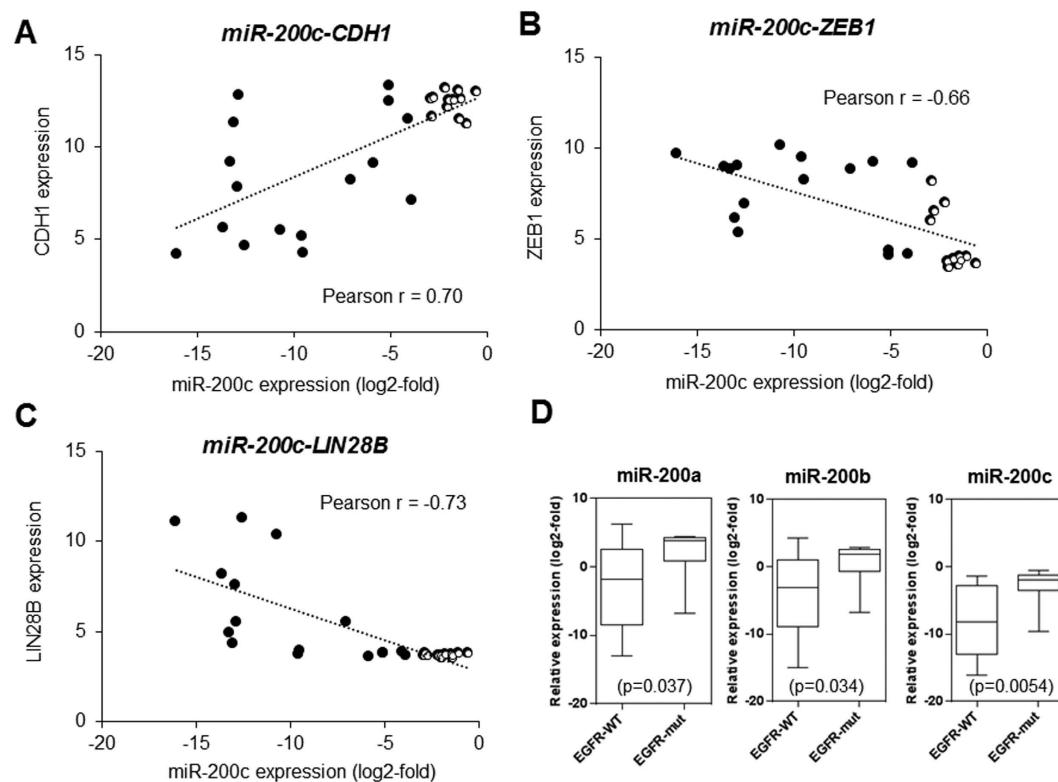 A
miR-200c-CDH1
15
10
5
0
CDH1 expression
Pearson r = 0.70
-20
-15
-10
-5
0
miR-200c expression (log2-fold)
B
miR-200c-ZEB1
15
10
5
0
ZEB1 expression
Pearson r = -0.66
-20
-15
-10
-5
0
miR-200c expression (log2-fold)
C
miR-200c-LIN28B
15
10
5
0
LIN28B expression
Pearson r = -0.73
-20
-15
-10
-5
0
miR-200c expression (log2-fold)
D
miR-200a
Relative expression (log2-fold)
10
0
-10
-20
(p=0.037)
EGFR-WT
EGFR-mut
miR-200b
Relative expression (log2-fold)
10
0
-10
-20
(p=0.034)
EGFR-WT
EGFR-mut
miR-200c
Relative expression (log2-fold)
10
0
-10
-20
(p=0.0054)
EGFR-WT
EGFR-mut